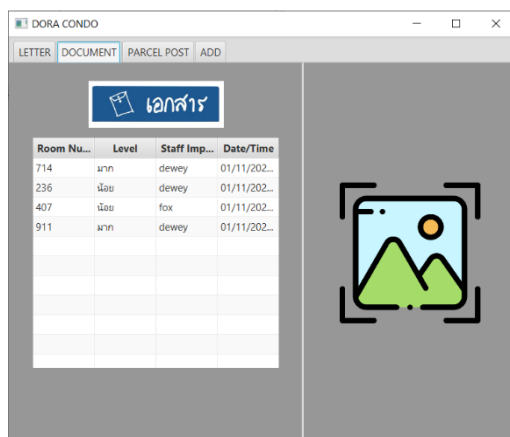 DORA CONDO
LETTER DOCUMENT PARCEL POST ADD
เอกสาร
Room Nu... Level Staff Imp... Date/Time
714 มาก dewey 01/11/202...
236 น้อย dewey 01/11/202...
407 น้อย fox 01/11/202...
911 มาก dewey 01/11/202...